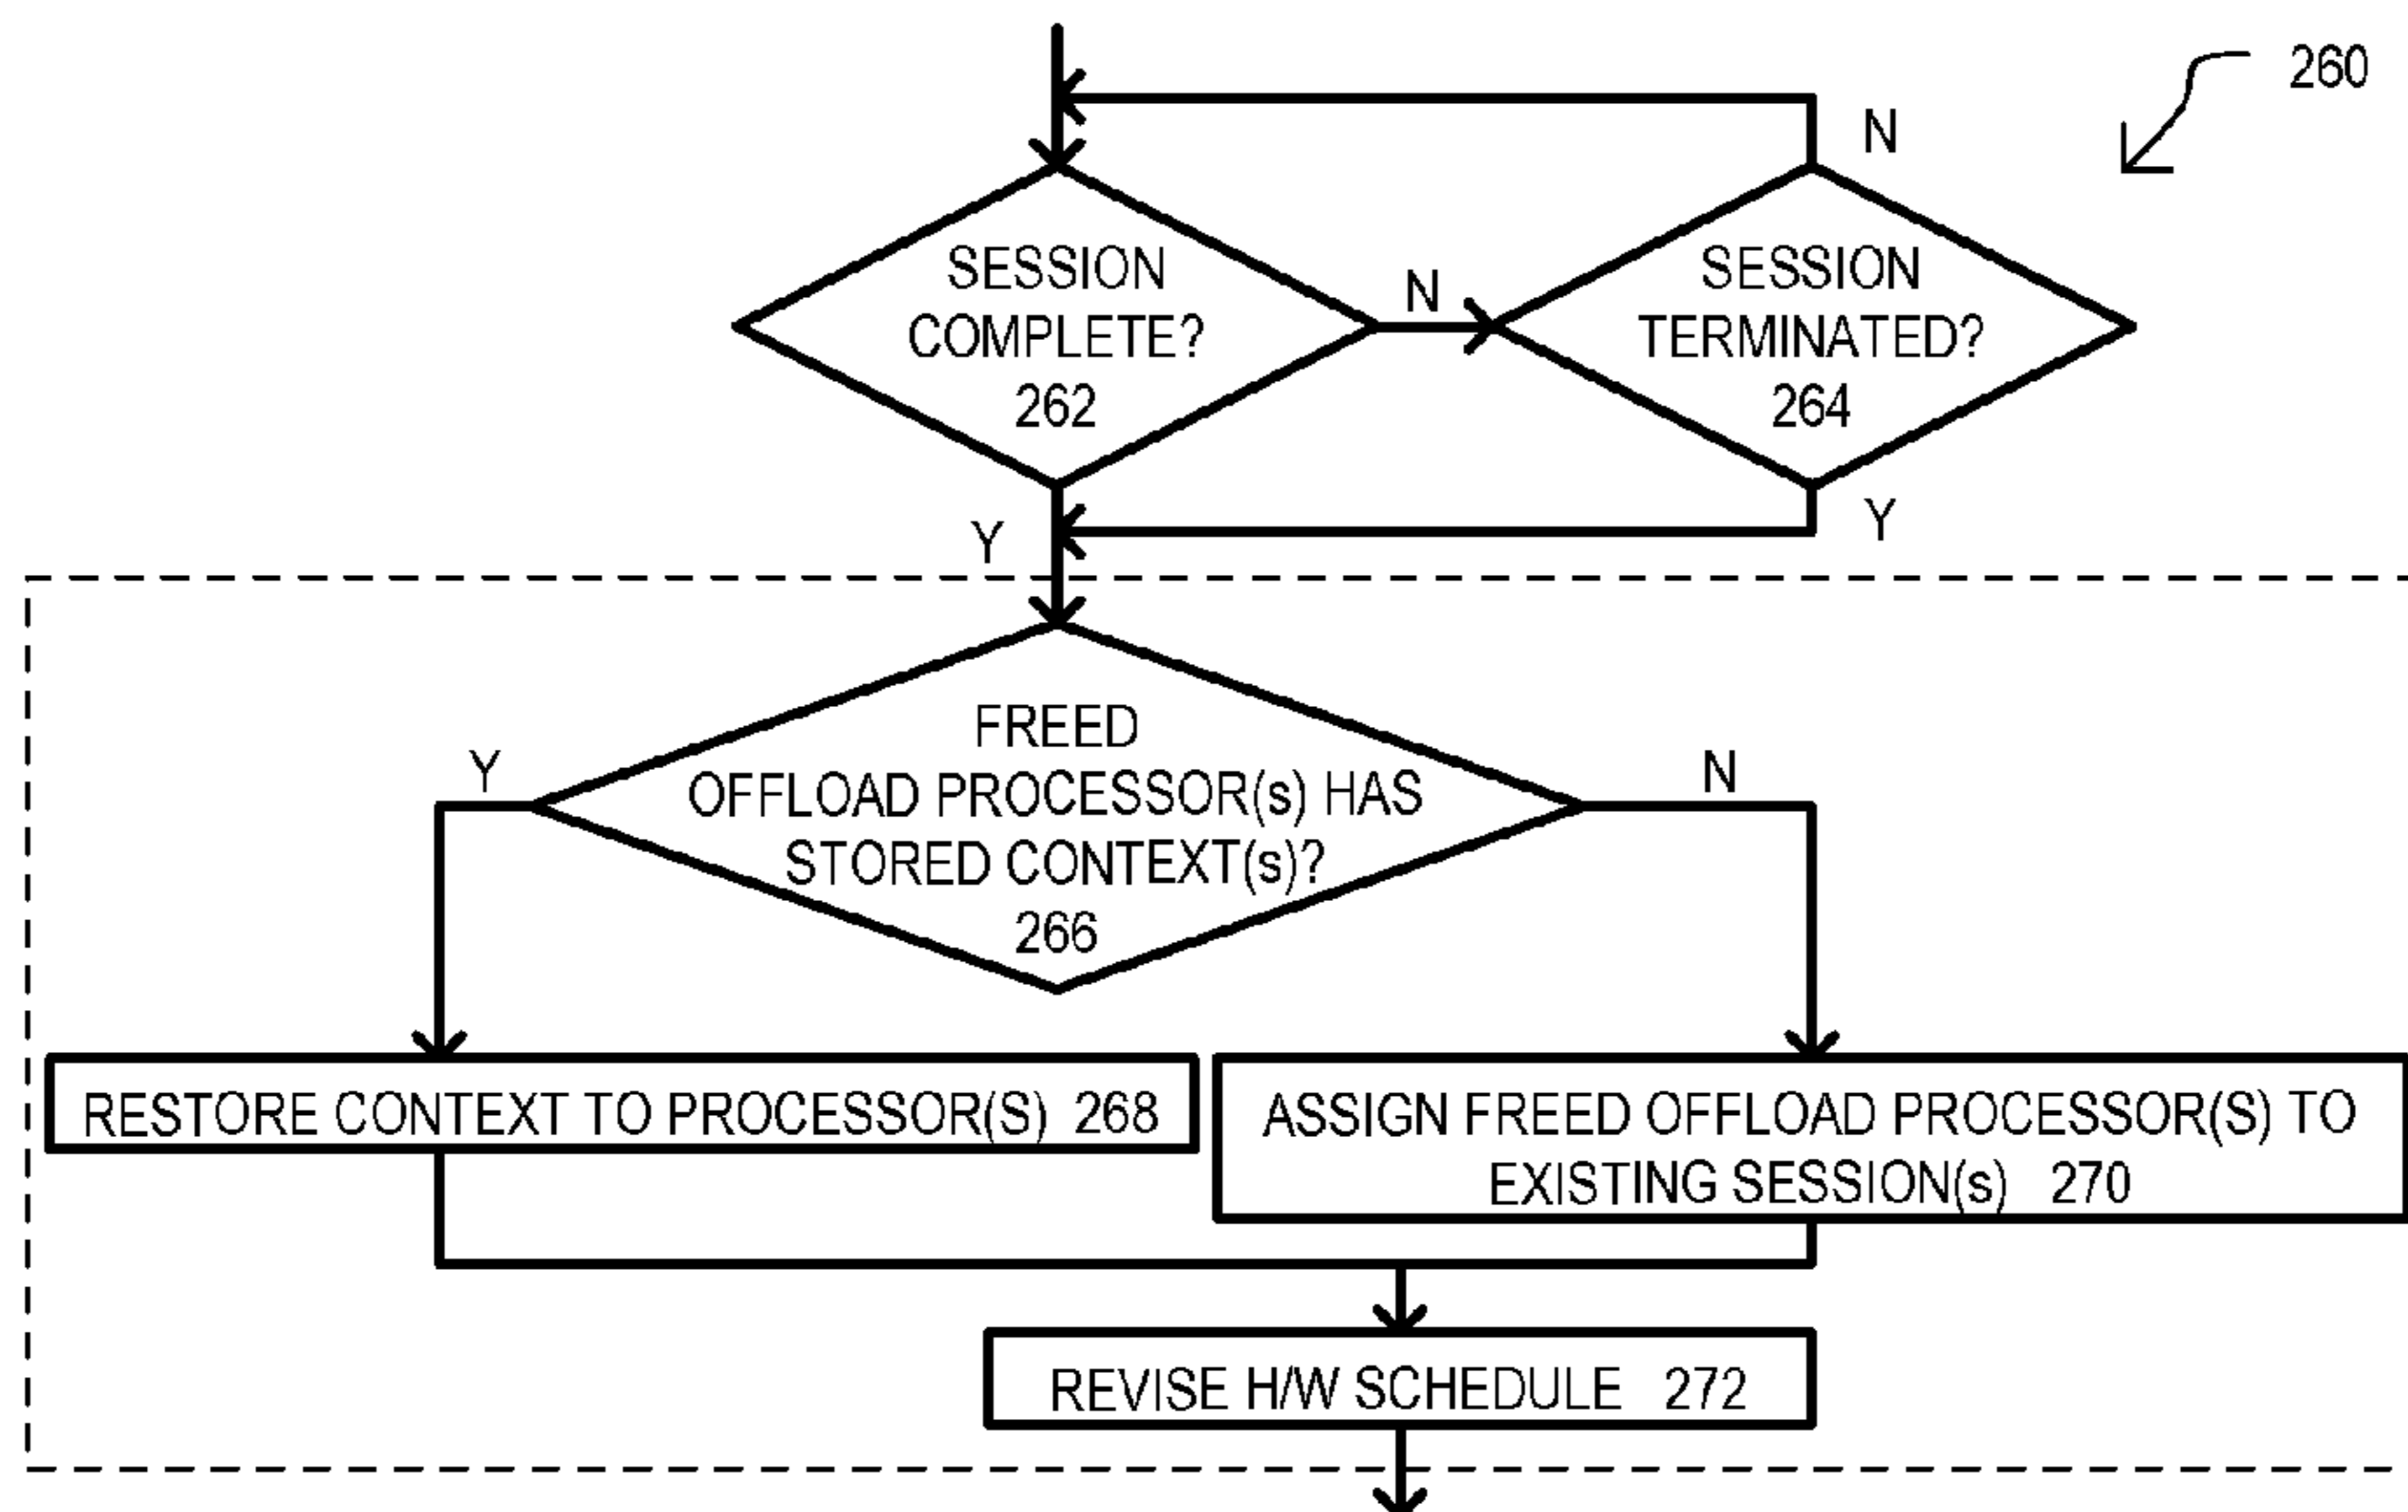 260
N
SESSION
COMPLETE?
262
N
SESSION
TERMINATED?
264
Y
Y
FREED
OFFLOAD PROCESSOR(s) HAS
STORED CONTEXT(s)?
266
Y
N
RESTORE CONTEXT TO PROCESSOR(S) 268
ASSIGN FREED OFFLOAD PROCESSOR(S) TO
EXISTING SESSION(s) 270
REVISE H/W SCHEDULE 272